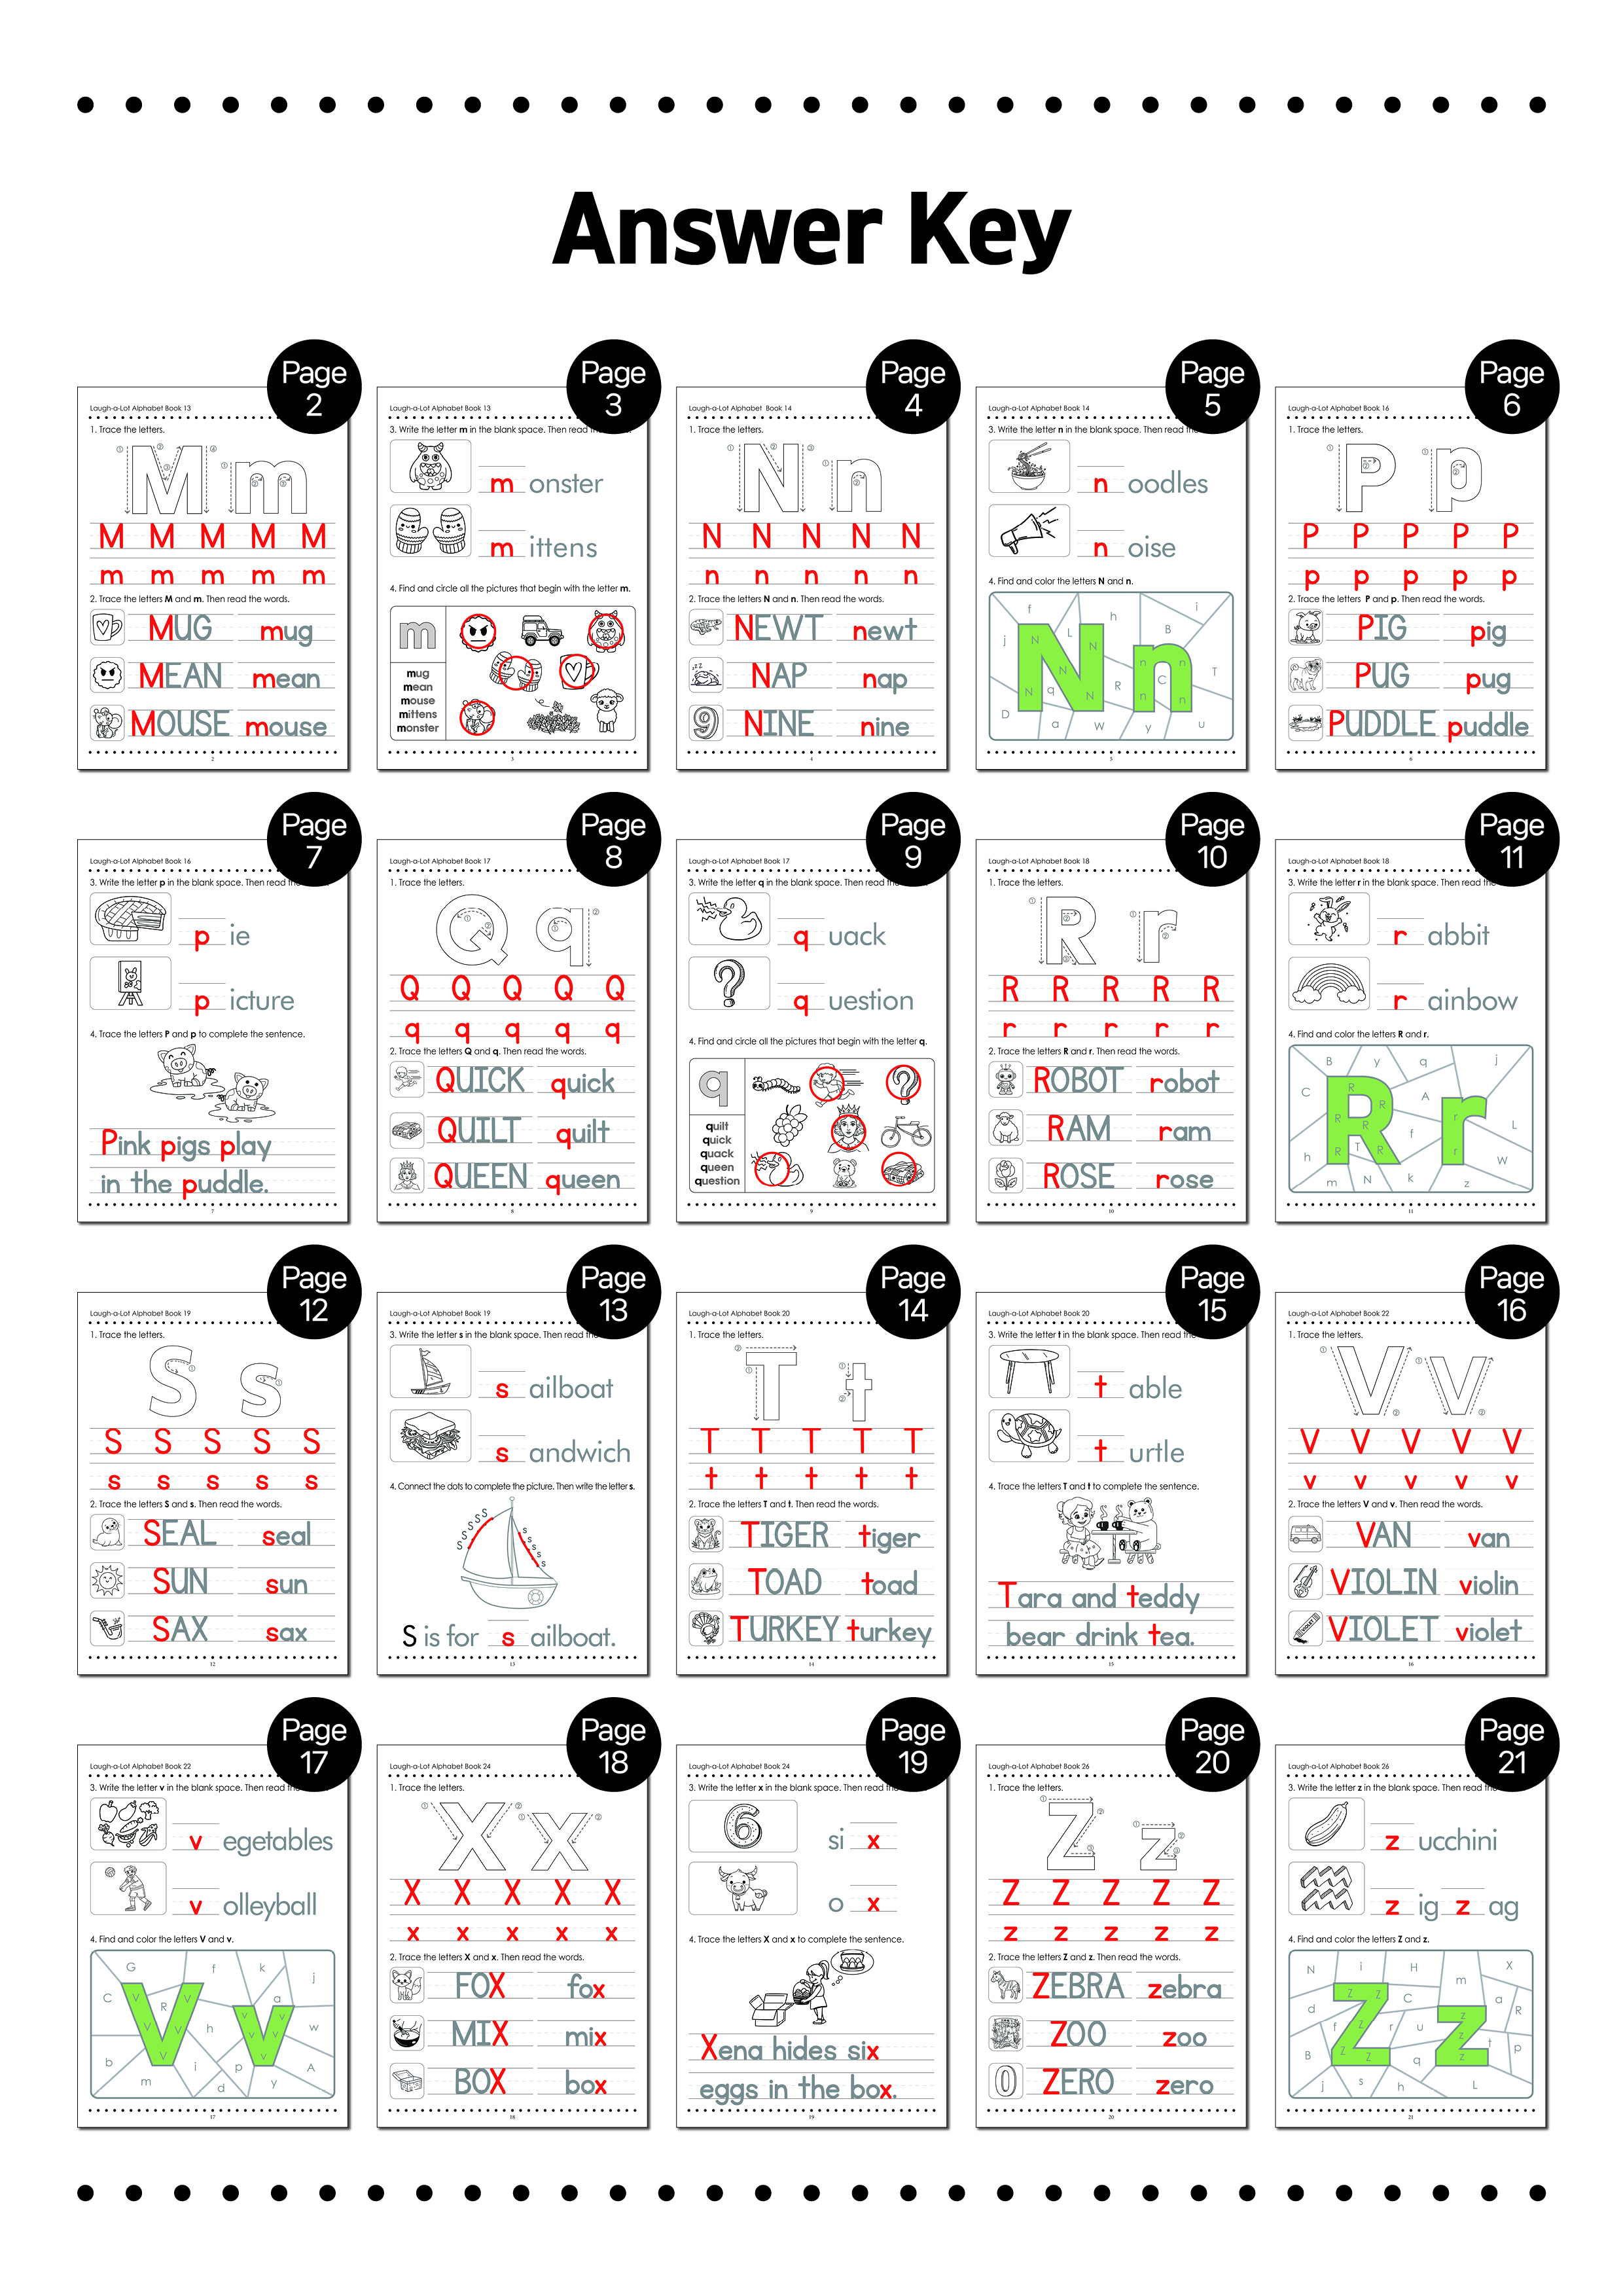 Answer Key
Page 2
Laugh-a-Lot Alphabet Book 13
1. Trace the letters.
M m
M M M M M
m m m m m
2. Trace the letters M and m. Then read the words.
MUG mug
MEAN mean
MOUSE mouse
2
Page 3
Laugh-a-Lot Alphabet Book 13
3. Write the letter m in the blank space. Then read
m onster
m ittens
4. Find and circle all the pictures that begin with the letter m.
m
mug
mean
mouse
mittens
monster
3
Page 4
Laugh-a-Lot Alphabet Book 14
1. Trace the letters.
N n
N N N N N
n n n n n
2. Trace the letters N and n. Then read the words.
NEWT newt
NAP nap
9 NINE nine
4
Page 5
Laugh-a-Lot Alphabet Book 14
3. Write the letter n in the blank space. Then read
n oodles
n oise
4. Find and color the letters N and n.
N n
5
Page 6
Laugh-a-Lot Alphabet Book 16
1. Trace the letters.
P p
P P P P P
p p p p p
2. Trace the letters P and p. Then read the words.
PIG pig
PUG pug
PUDDLE puddle
6
Page 7
Laugh-a-Lot Alphabet Book 16
3. Write the letter p in the blank space. Then read
p ie
p icture
4. Trace the letters P and p to complete the sentence.
Pink pigs play
in the puddle.
7
Page 8
Laugh-a-Lot Alphabet Book 17
1. Trace the letters.
Q q
Q Q Q Q Q
q q q q q
2. Trace the letters Q and q. Then read the words.
QUICK quick
QUILT quilt
QUEEN queen
8
Page 9
Laugh-a-Lot Alphabet Book 17
3. Write the letter q in the blank space. Then read
q uack
q uestion
4. Find and circle all the pictures that begin with the letter q.
q
quilt
quick
quack
queen
question
9
Page 10
Laugh-a-Lot Alphabet Book 18
1. Trace the letters.
R r
R R R R R
r r r r r
2. Trace the letters R and r. Then read the words.
ROBOT robot
RAM ram
ROSE rose
10
Page 11
Laugh-a-Lot Alphabet Book 18
3. Write the letter r in the blank space. Then read
r abbit
r ainbow
4. Find and color the letters R and r.
R r
11
Page 12
Laugh-a-Lot Alphabet Book 19
1. Trace the letters.
S s
S S S S S
s s s s s
2. Trace the letters S and s. Then read the words.
SEAL seal
SUN sun
SAX sax
12
Page 13
Laugh-a-Lot Alphabet Book 19
3. Write the letter s in the blank space. Then read
s ailboat
s andwich
4. Connect the dots to complete the picture. Then write the letter s.
S is for s ailboat.
13
Page 14
Laugh-a-Lot Alphabet Book 20
1. Trace the letters.
T t
T T T T T
t t t t t
2. Trace the letters T and t. Then read the words.
TIGER tiger
TOAD toad
TURKEY turkey
14
Page 15
Laugh-a-Lot Alphabet Book 20
3. Write the letter t in the blank space. Then read
t able
t urtle
4. Trace the letters T and t to complete the sentence.
Tara and teddy
bear drink tea.
15
Page 16
Laugh-a-Lot Alphabet Book 22
1. Trace the letters.
V v
V V V V V
v v v v v
2. Trace the letters V and v. Then read the words.
VAN van
VIOLIN violin
VIOLET violet
16
Page 17
Laugh-a-Lot Alphabet Book 22
3. Write the letter v in the blank space. Then read
v egetables
v olleyball
4. Find and color the letters V and v.
V v
17
Page 18
Laugh-a-Lot Alphabet Book 24
1. Trace the letters.
X x
X X X X X
x x x x x
2. Trace the letters X and x. Then read the words.
FOX fox
MIX mix
BOX box
18
Page 19
Laugh-a-Lot Alphabet Book 24
3. Write the letter x in the blank space. Then read
6 si x
o x
4. Trace the letters X and x to complete the sentence.
Xena hides six
eggs in the box.
19
Page 20
Laugh-a-Lot Alphabet Book 26
1. Trace the letters.
Z z
Z Z Z Z Z
z z z z z
2. Trace the letters Z and z. Then read the words.
ZEBRA zebra
ZOO zoo
0 ZERO zero
20
Page 21
Laugh-a-Lot Alphabet Book 26
3. Write the letter z in the blank space. Then read
z ucchini
z ig z ag
4. Find and color the letters Z and z.
Z z
21